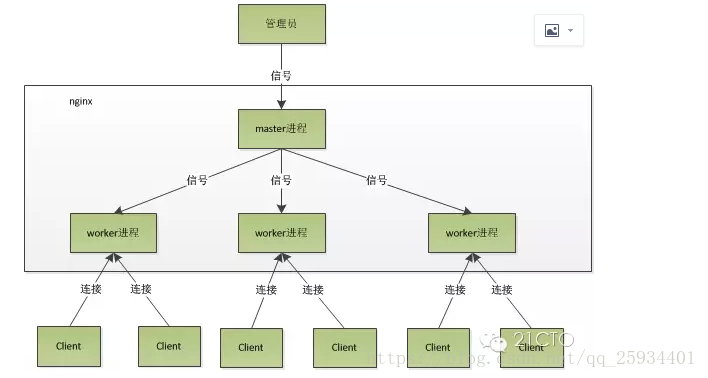 管理员
信号
nginx
master进程
信号 信号 信号
worker进程 worker进程 worker进程
连接 连接 连接 连接 连接 连接
Client Client Client Client Client Client
21CTO
https://blog.csdn.net/qq_25934401